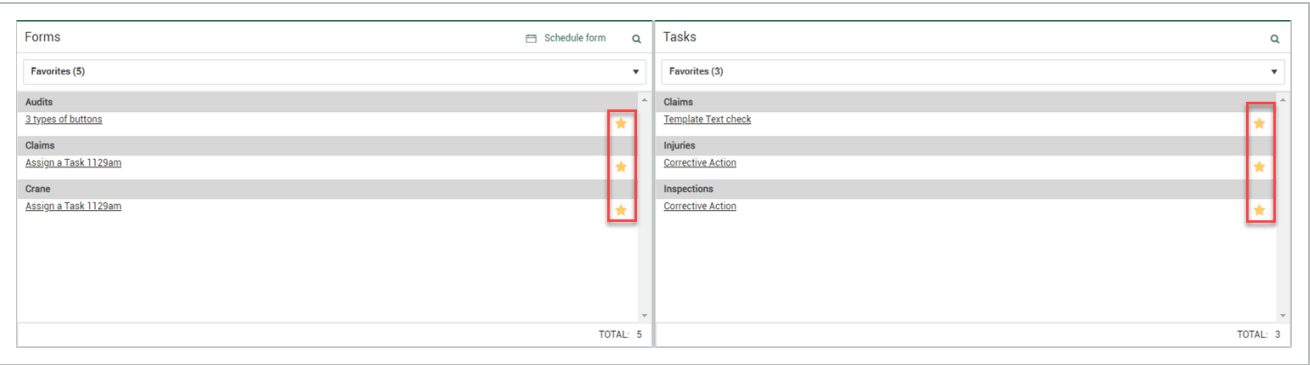 Forms
Schedule form
Favorites (5)
Audits
3 types of buttons
Claims
Assign a Task 1129am
Crane
Assign a Task 1129am
TOTAL: 5
Tasks
Favorites (3)
Claims
Template Text check
Injuries
Corrective Action
Inspections
Corrective Action
TOTAL: 3